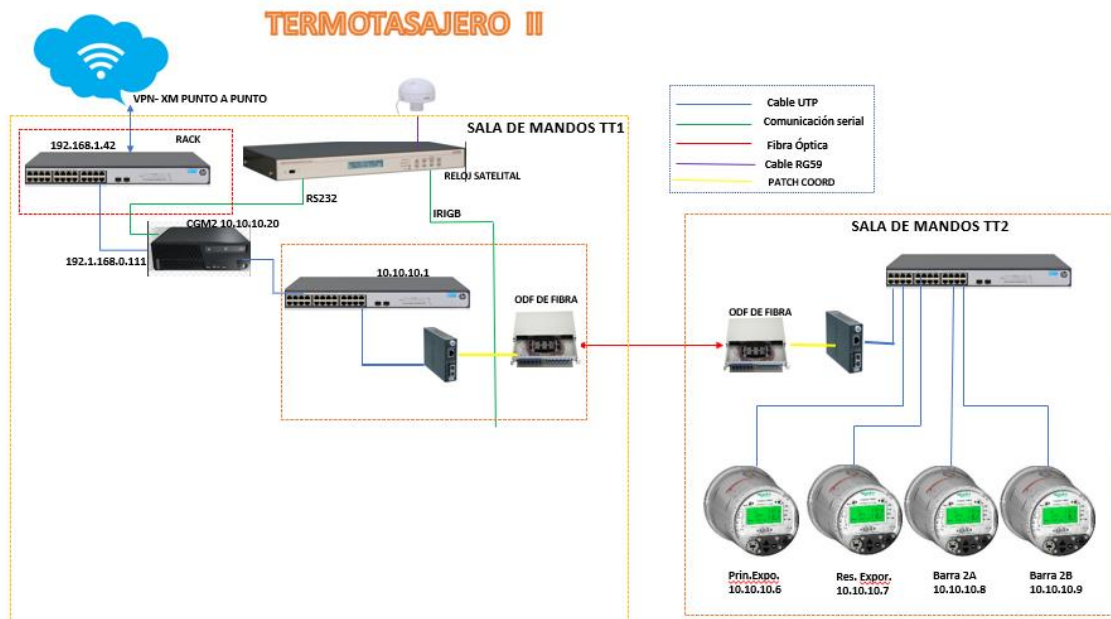 TERMOTASAJERO II
VPN- XM PUNTO A PUNTO
SALA DE MANDOS TT1
192.168.1.42
RACK
RELOJ SATELITAL
RS232
IRIGB
CGM2 10.10.10.20
192.1.168.0.111
10.10.10.1
ODF DE FIBRA
Cable UTP
Comunicación serial
Fibra Óptica
Cable RG59
PATCH COORD
SALA DE MANDOS TT2
ODF DE FIBRA
Prin.Expo.
10.10.10.6
Res. Expor.
10.10.10.7
Barra 2A
10.10.10.8
Barra 2B
10.10.10.9